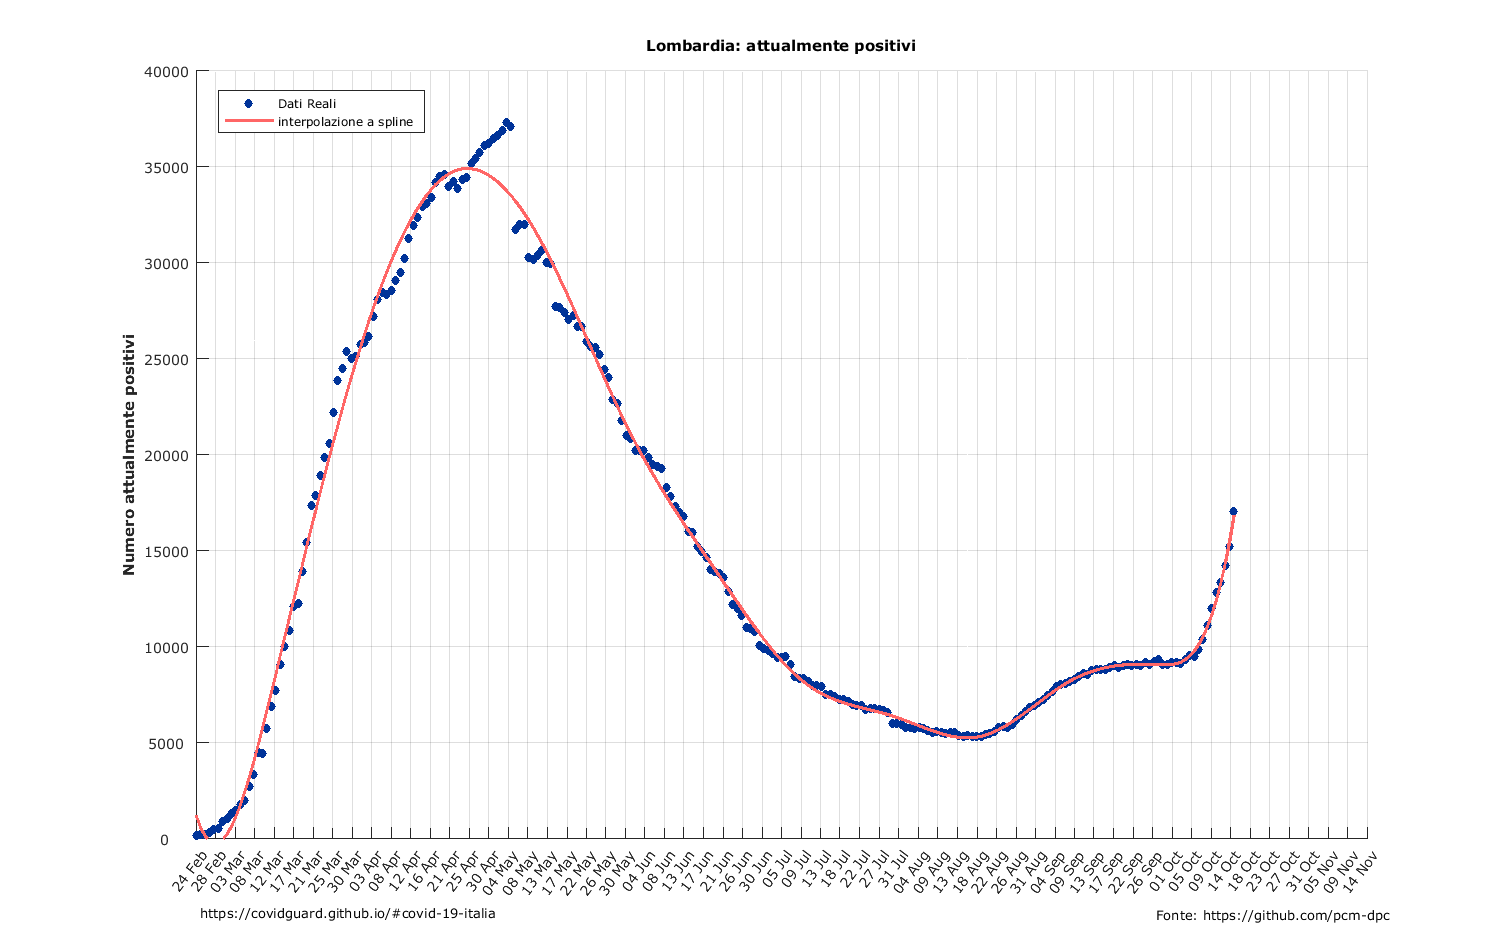 Lombardia: attualmente positivi
40000
35000
30000
25000
20000
15000
10000
5000
0
Numero attualmente positivi
Dati Reali
interpolazione a spline
24 Feb
28 Feb
03 Mar
08 Mar
12 Mar
17 Mar
21 Mar
25 Mar
30 Mar
03 Apr
08 Apr
12 Apr
16 Apr
21 Apr
25 Apr
30 Apr
04 May
08 May
13 May
17 May
22 May
26 May
30 May
04 Jun
08 Jun
13 Jun
17 Jun
21 Jun
26 Jun
30 Jun
05 Jul
09 Jul
13 Jul
18 Jul
22 Jul
27 Jul
31 Jul
04 Aug
09 Aug
13 Aug
18 Aug
22 Aug
26 Aug
31 Aug
04 Sep
09 Sep
13 Sep
17 Sep
22 Sep
26 Sep
01 Oct
05 Oct
09 Oct
14 Oct
18 Oct
23 Oct
27 Oct
31 Oct
05 Nov
09 Nov
14 Nov
https://covidguard.github.io/#covid-19-italia
Fonte: https://github.com/pcm-dpc